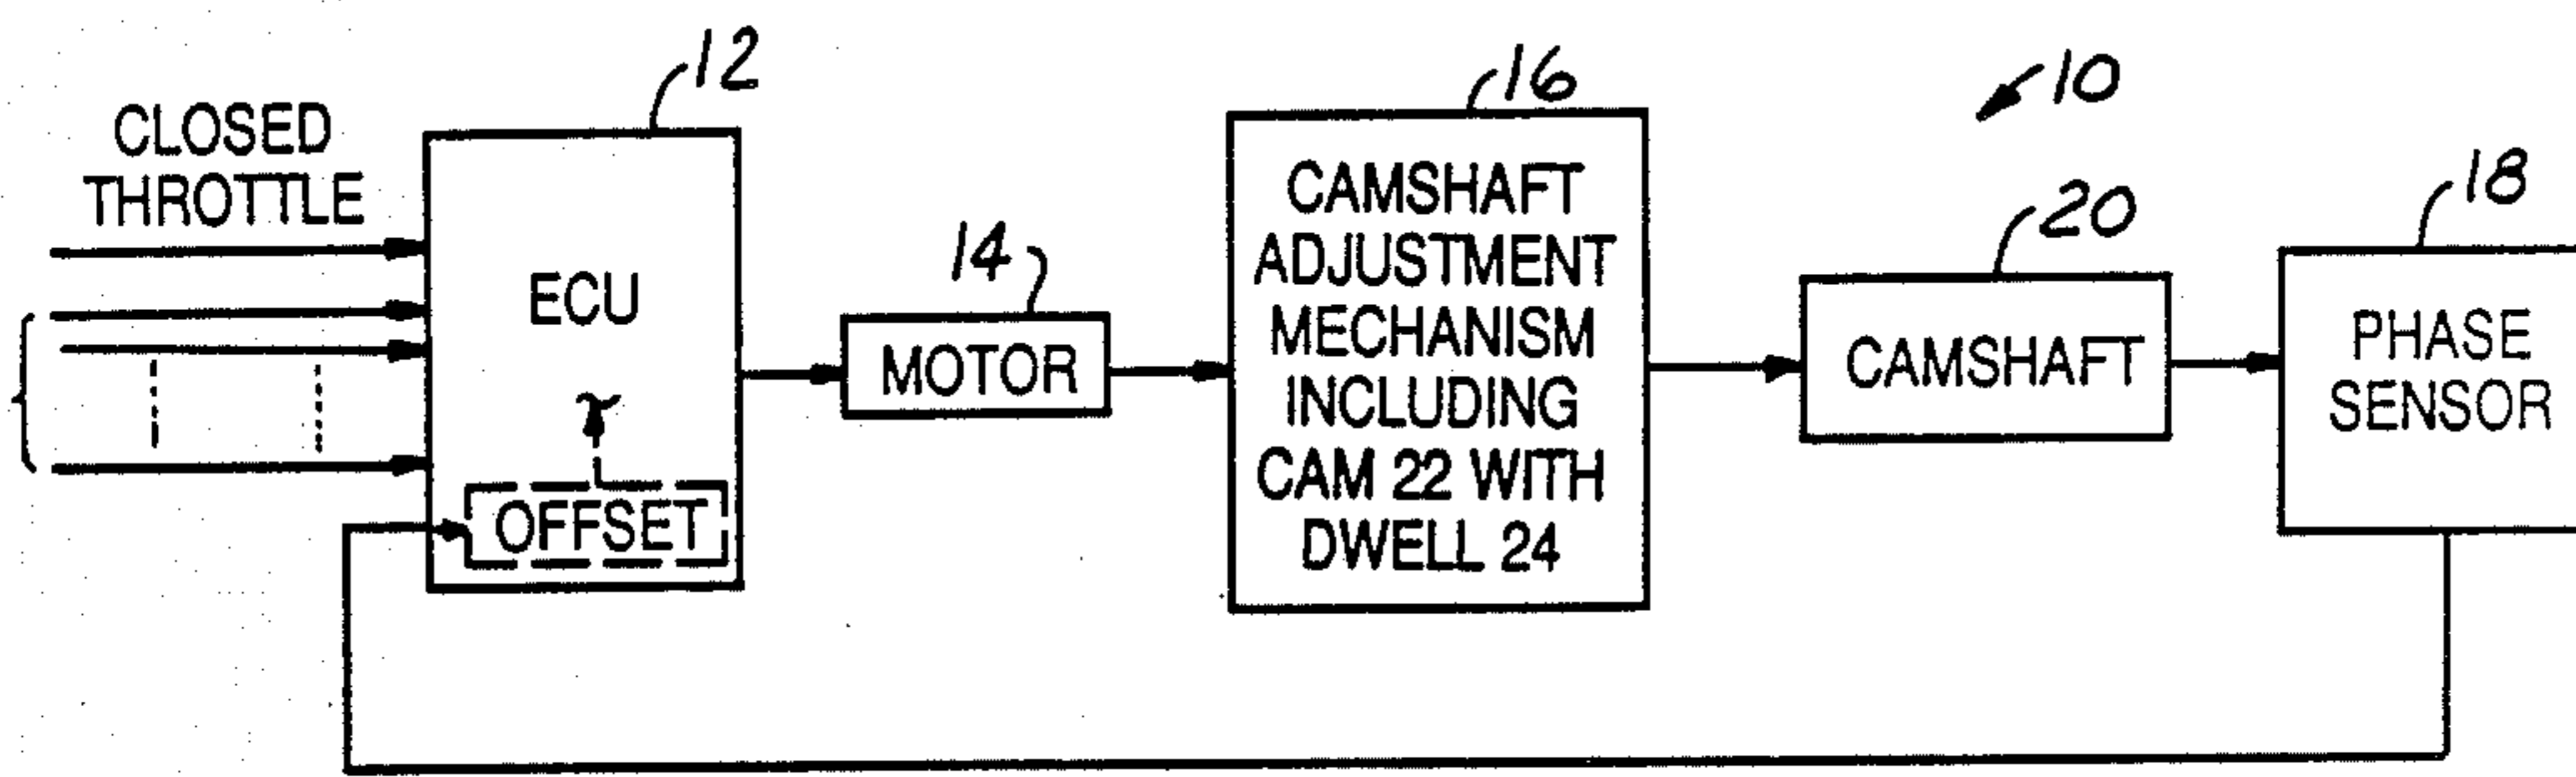 12
16
10
CLOSED
THROTTLE
18
20
14
ECU
CAMSHAFT
ADJUSTMENT
MECHANISM
INCLUDING
CAM 22 WITH
DWELL 24
MOTOR
CAMSHAFT
PHASE
SENSOR
OFFSET